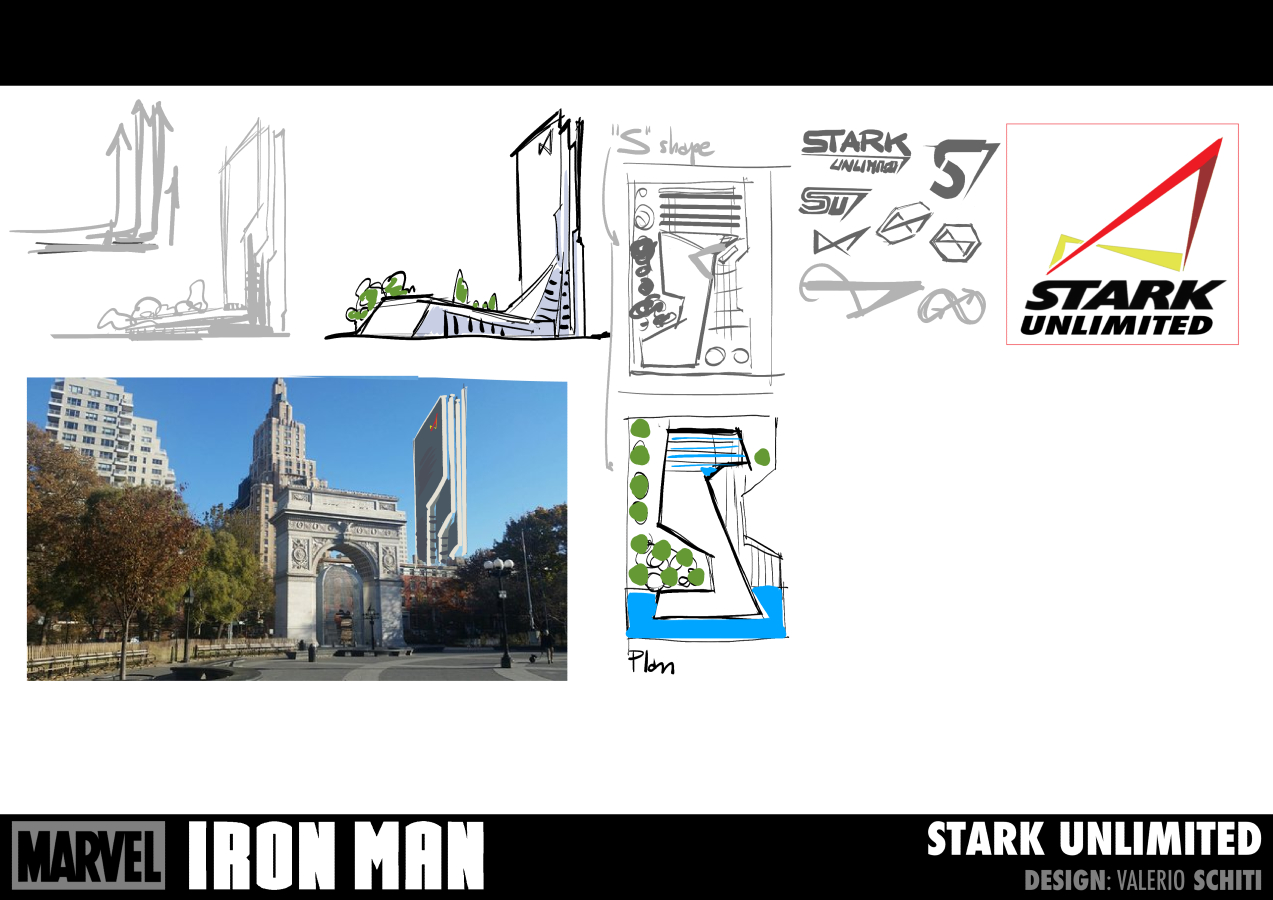 "S" shape
STARK
UNLIMITED
S
SU
STARK
UNLIMITED
Plan
MARVEL IRON MAN
STARK UNLIMITED
DESIGN: VALERIO SCHITI